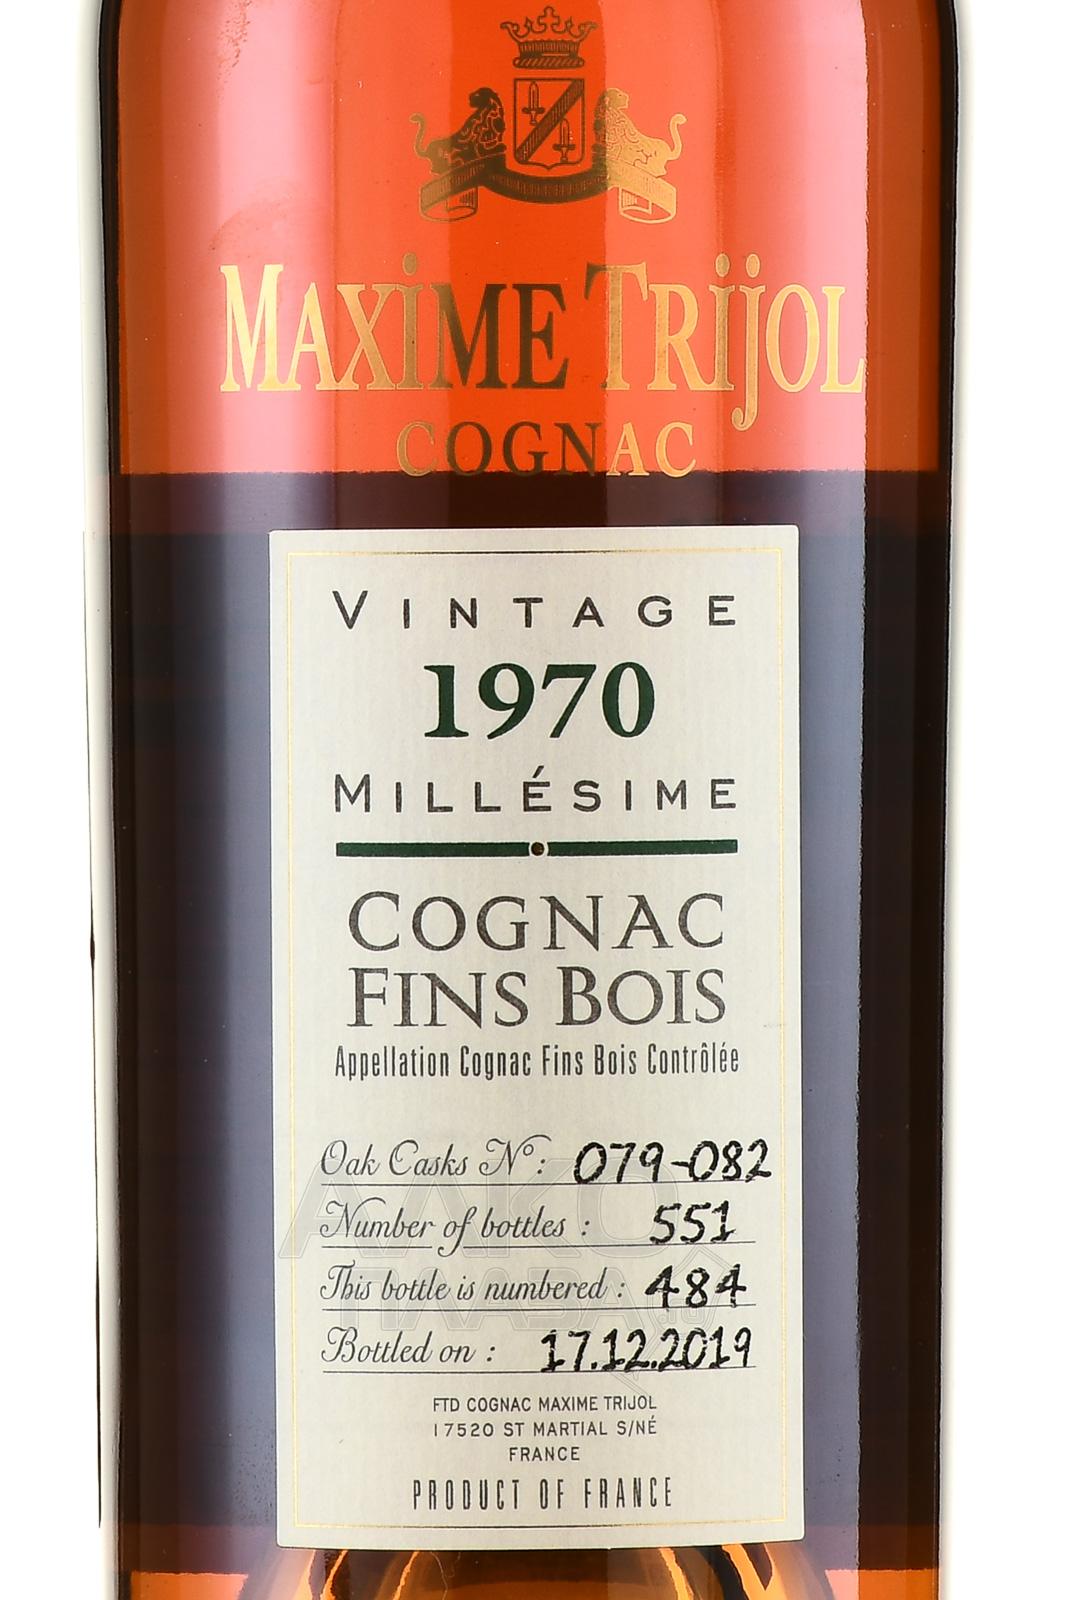 MAXiME TRijOL
COGNAC
VINTAGE
1970
MILLÉSIME
COGNAC
FINS BOIS
Appellation Cognac Fins Bois Contrôlée
Oak Casks N°: 079-082
Number of bottles : 551
This bottle is numbered : 484
Bottled on : 17.12.2019
FTD COGNAC MAXIME TRIJOL
17520 ST MARTIAL S/NÉ
FRANCE
PRODUCT OF FRANCE